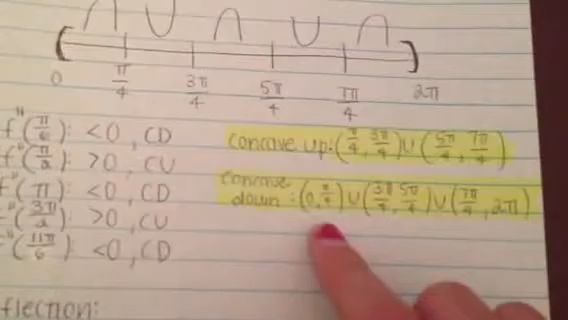 0 π/4 3π/4 5π/4 7π/4 2π
f"(π/6): <0, CD
f"(π/2): >0, CU
f"(π): <0, CD
f"(3π/2): >0, CU
f"(11π/6): <0, CD
concave up: (π/4, 3π/4)∪(5π/4, 7π/4)
concave
down: (0, π/4)∪(3π/4, 5π/4)∪(7π/4, 2π)
flection: